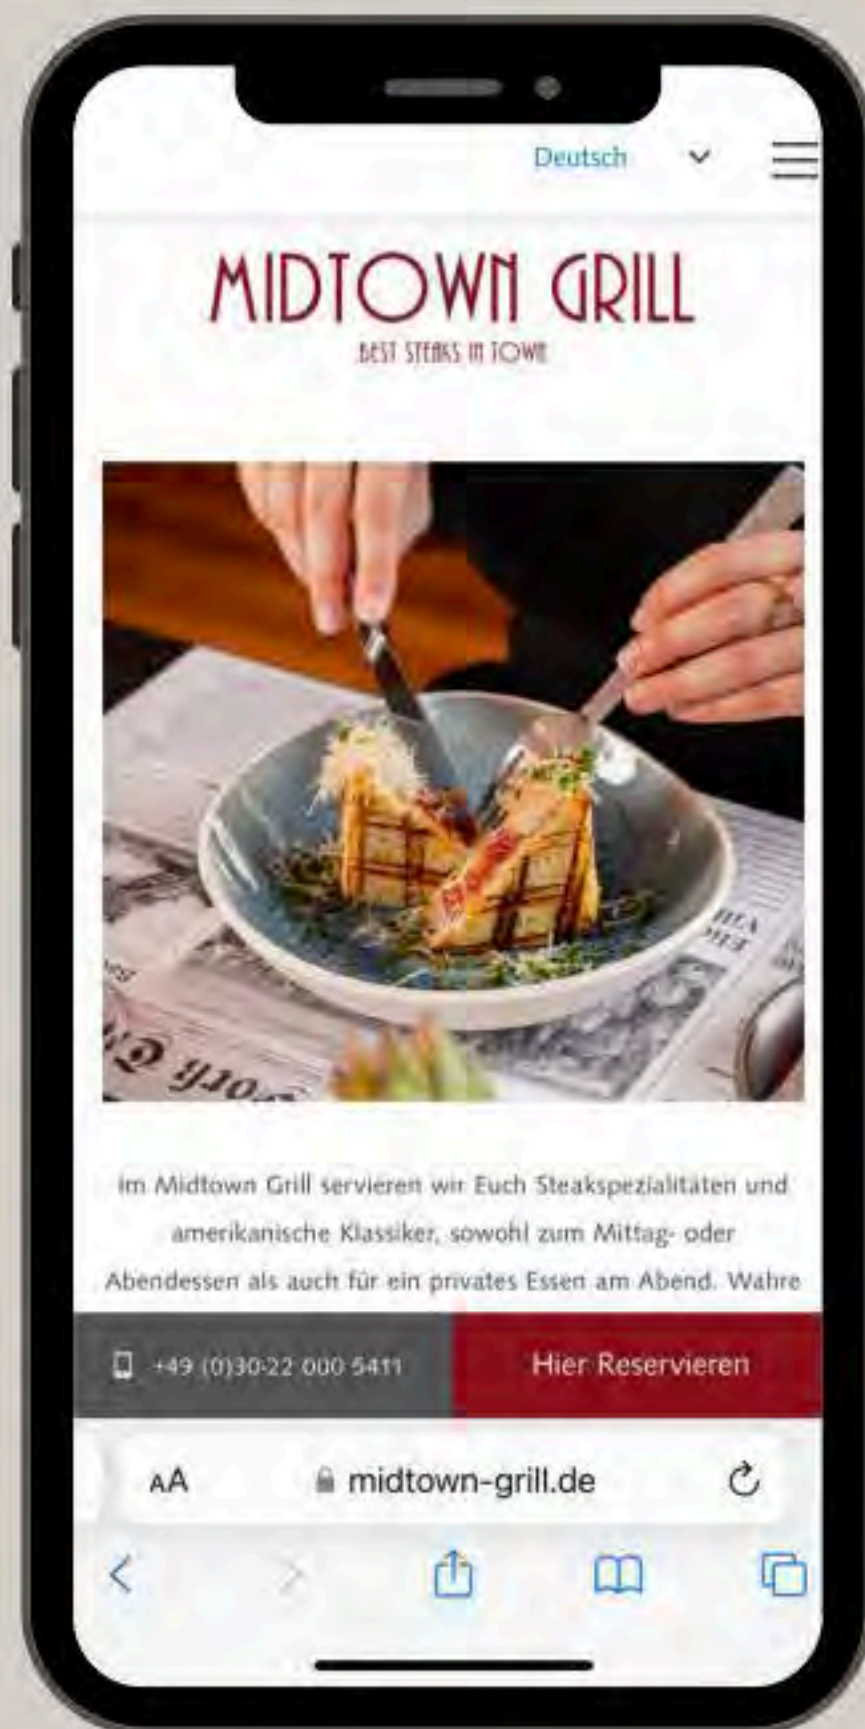 Deutsch
MIDTOWN GRILL
BEST STEAKS IN TOWN
Im Midtown Grill servieren wir Euch Steakspezialitäten und
amerikanische Klassiker, sowohl zum Mittag- oder
Abendessen als auch für ein privates Essen am Abend. Wahre
+49 (0)30-22 000 5411
Hier Reservieren
AA
midtown-grill.de